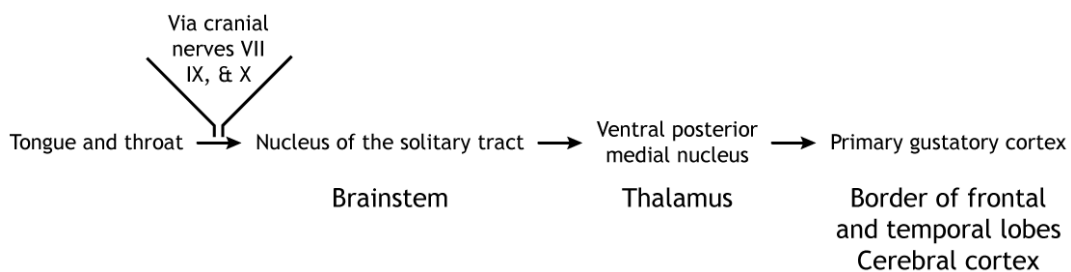 Via cranial
nerves VII
IX, & X
Tongue and throat
Nucleus of the solitary tract
Ventral posterior
medial nucleus
Primary gustatory cortex
Brainstem
Thalamus
Border of frontal
and temporal lobes
Cerebral cortex